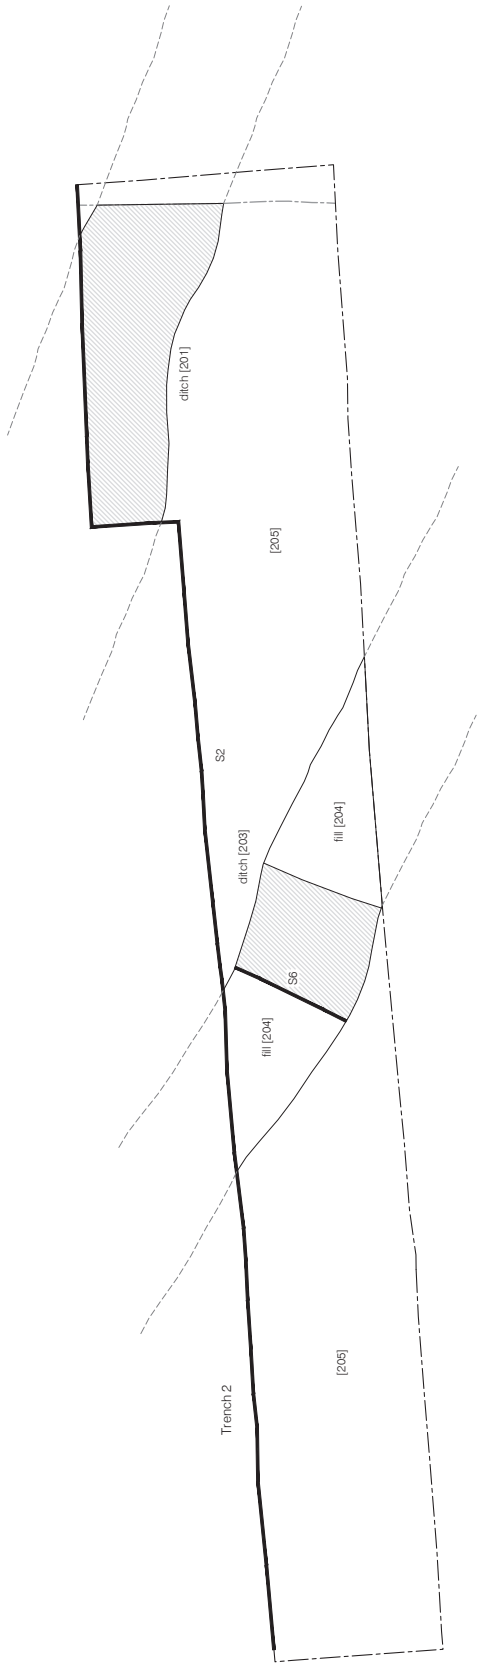 ditch [201]
[205]
S2
fill [204]
ditch [203]
S6
fill [204]
[205]
Trench 2